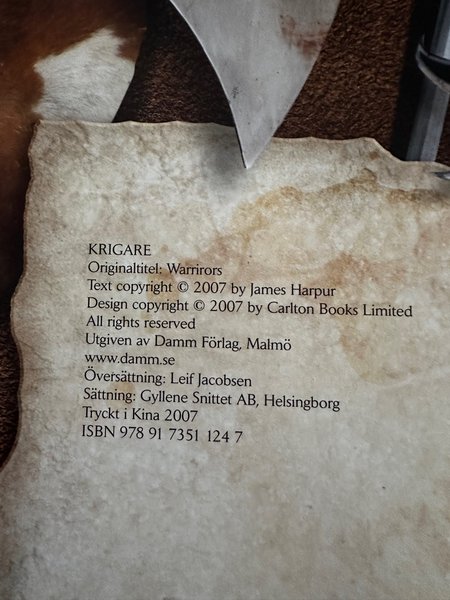 KRIGARE
Originaltitel: Warrirors
Text copyright © 2007 by James Harpur
Design copyright © 2007 by Carlton Books Limited
All rights reserved
Utgiven av Damm Förlag, Malmö
www.damm.se
Översättning: Leif Jacobsen
Sättning: Gyllene Snittet AB, Helsingborg
Tryckt i Kina 2007
ISBN 978 91 7351 124 7